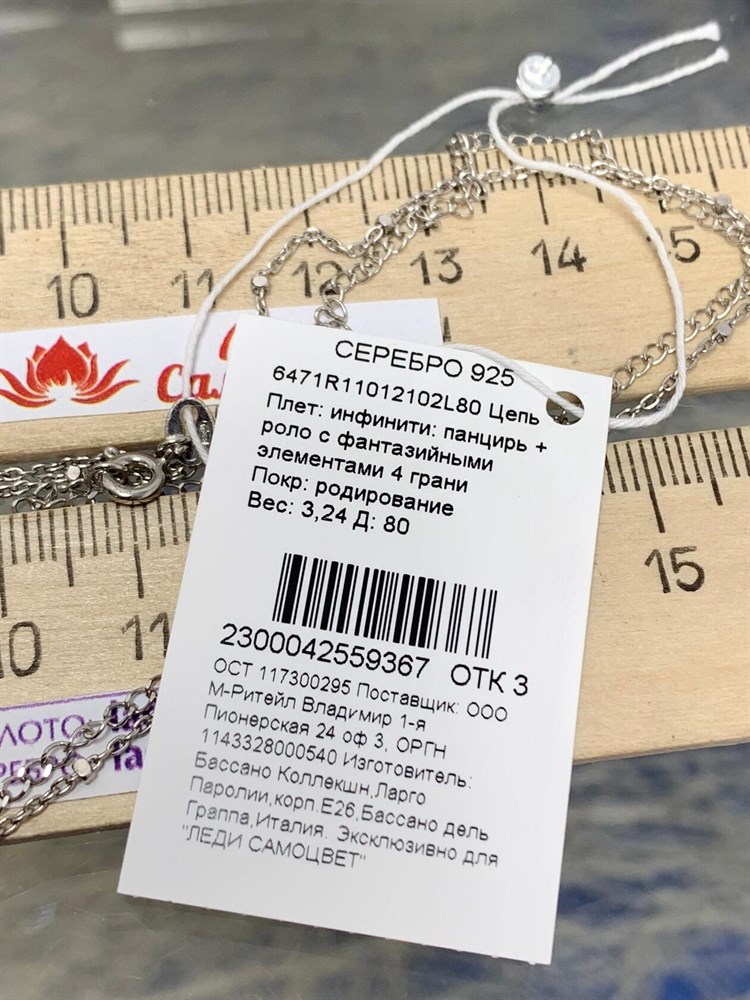 10 11 12 13 14 15
СЕРЕБРО 925
6471R11012102L80 Цепь
Плет: инфинити: панцирь +
роло с фантазийными
элементами 4 грани
Покр: родирование
Вес: 3,24 Д: 80
2300042559367 ОТК 3
ОСТ 117300295 Поставщик: ООО
М-Ритейл Владумир 1-я
Пионерская 24 оф 3, ОРГН
1143328000540 Изготовитель:
Бассано Коллекшн,Ларго
Паролии,корп.Е26,Бассано дель
Граппа,Италия. Эксклюзивно для
"ЛЕДИ САМОЦВЕТ"
10 11 15